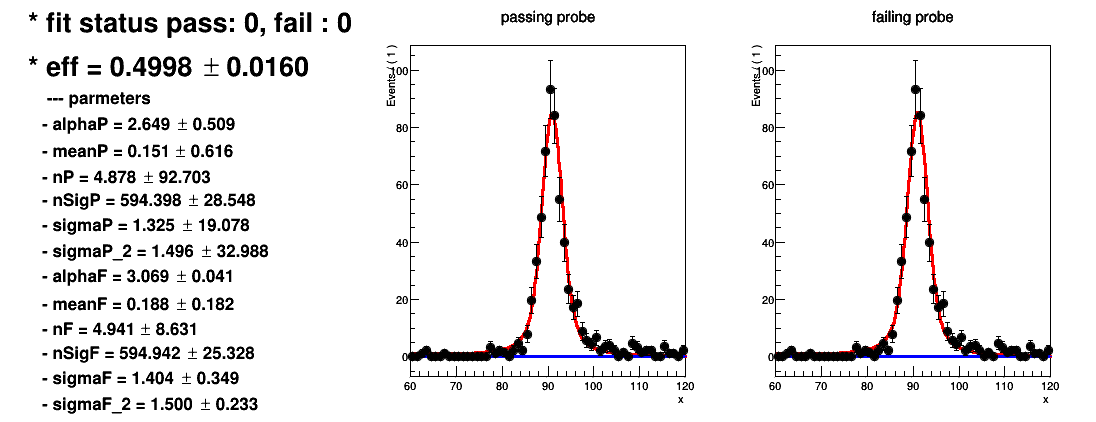 * fit status pass: 0, fail : 0
* eff = 0.4998 ± 0.0160
--- parmeters
- alphaP = 2.649 ± 0.509
- meanP = 0.151 ± 0.616
- nP = 4.878 ± 92.703
- nSigP = 594.398 ± 28.548
- sigmaP = 1.325 ± 19.078
- sigmaP_2 = 1.496 ± 32.988
- alphaF = 3.069 ± 0.041
- meanF = 0.188 ± 0.182
- nF = 4.941 ± 8.631
- nSigF = 594.942 ± 25.328
- sigmaF = 1.404 ± 0.349
- sigmaF_2 = 1.500 ± 0.233
passing probe
Events / ( 1 )
100
80
60
40
20
0
60 70 80 90 100 110 120
x
failing probe
Events / ( 1 )
100
80
60
40
20
0
60 70 80 90 100 110 120
x